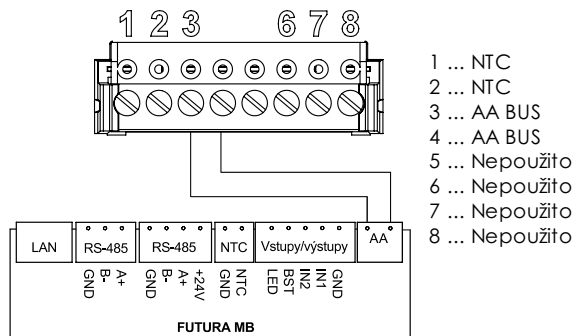 1 2 3 6 7 8
1 ... NTC
2 ... NTC
3 ... AA BUS
4 ... AA BUS
5 ... Nepoužito
6 ... Nepoužito
7 ... Nepoužito
8 ... Nepoužito
LAN RS-485 RS-485 NTC Vstupy/výstupy AA
GND B- A+ GND B- A+ +24V GND NTC LED BST IN2 IN1 GND
FUTURA MB